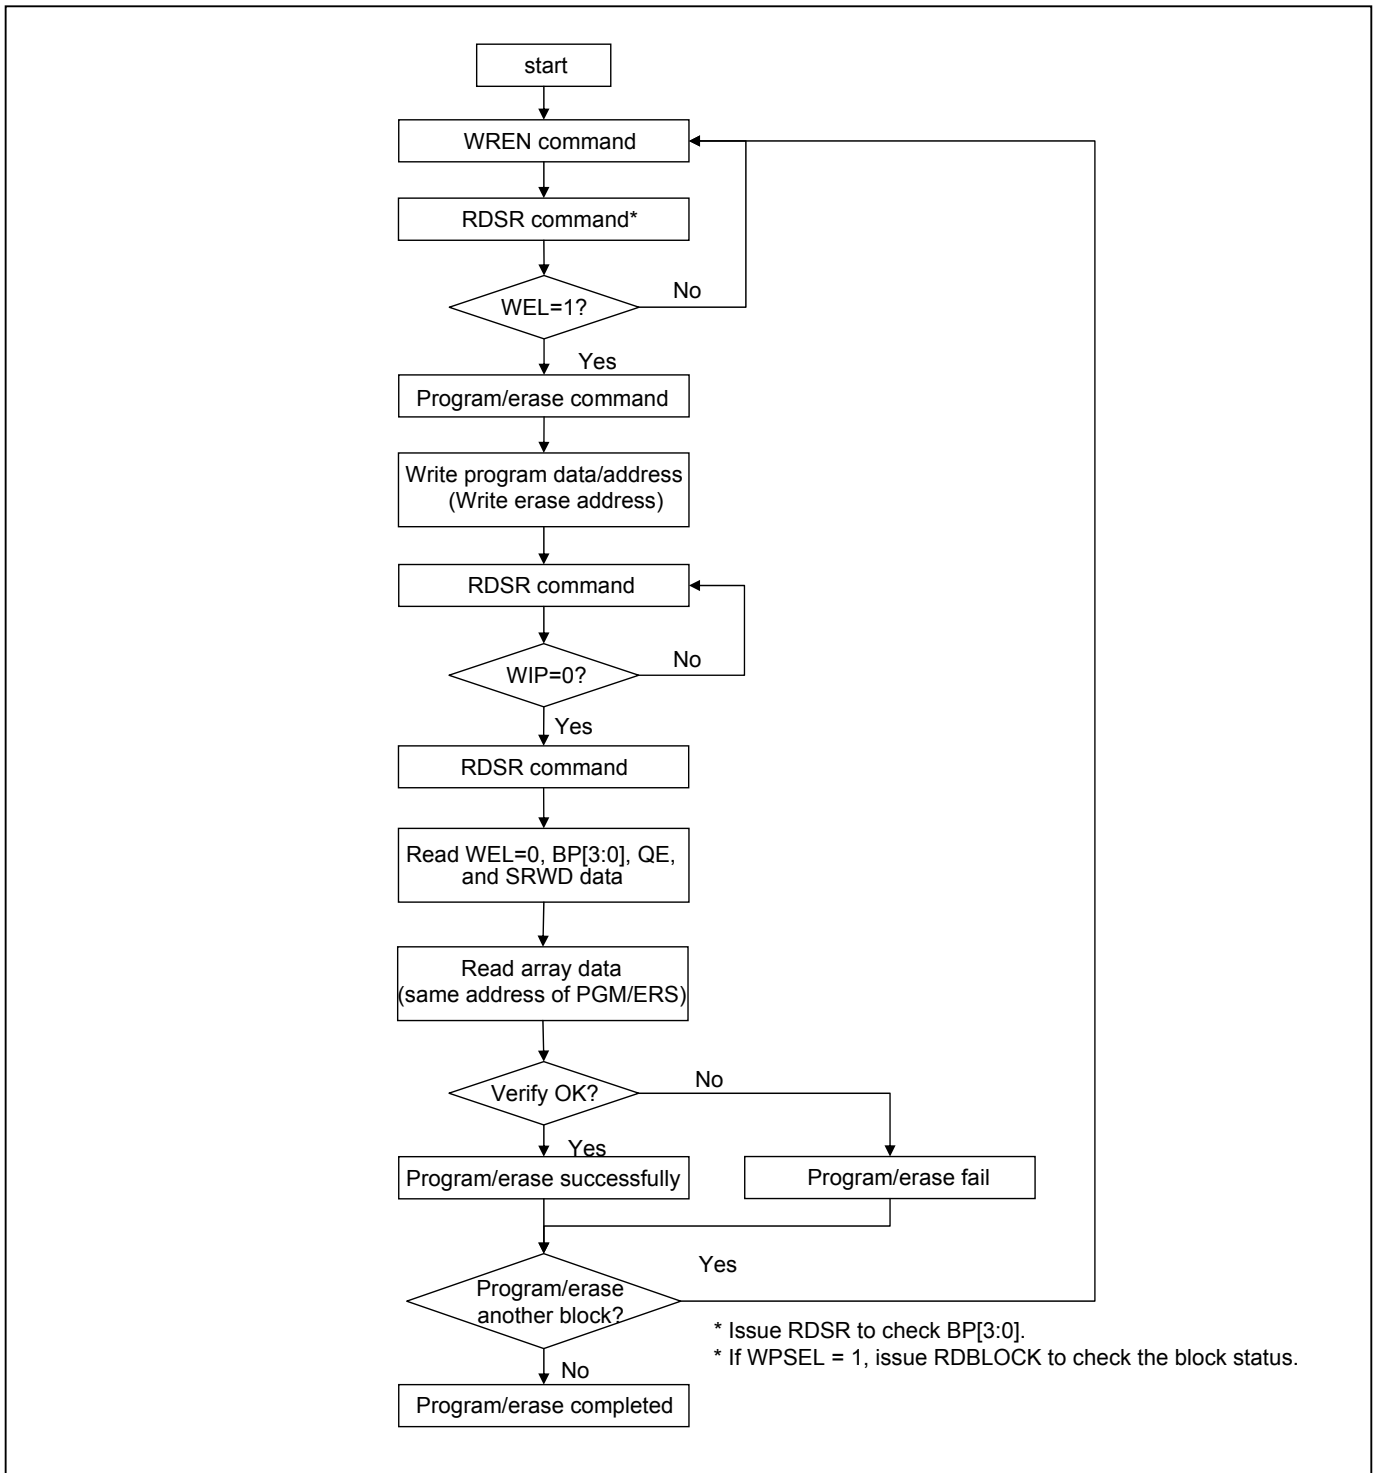 start
WREN command
RDSR command*
WEL=1?
No
Yes
Program/erase command
Write program data/address
(Write erase address)
RDSR command
WIP=0?
No
Yes
RDSR command
Read WEL=0, BP[3:0], QE,
and SRWD data
Read array data
(same address of PGM/ERS)
Verify OK?
No
Yes
Program/erase successfully
Program/erase fail
Yes
Program/erase
another block?
* Issue RDSR to check BP[3:0].
* If WPSEL = 1, issue RDBLOCK to check the block status.
No
Program/erase completed